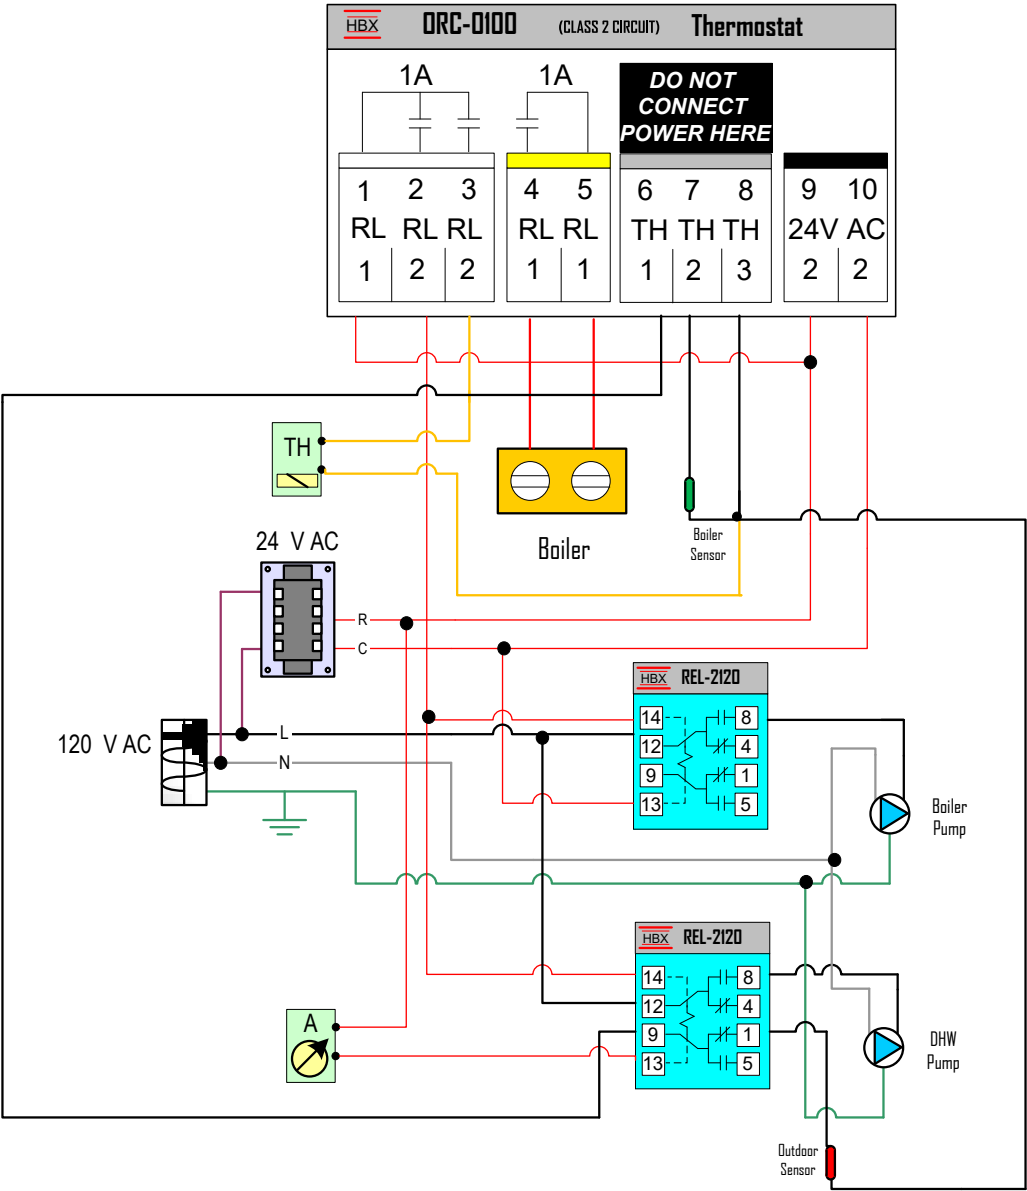 HBX ORC-0100 (CLASS 2 CIRCUIT) Thermostat
1A 1A
DO NOT
CONNECT
POWER HERE
1 2 3 4 5 6 7 8 9 10
RL RL RL RL RL TH TH TH 24V AC
1 2 2 1 1 1 2 3 2 2
TH
Boiler
Boiler
Sensor
24 V AC
R
C
HBX REL-2120
14 8
12 4
9 1
13 5
120 V AC
L
N
Boiler
Pump
HBX REL-2120
14 8
12 4
9 1
13 5
A
DHW
Pump
Outdoor
Sensor